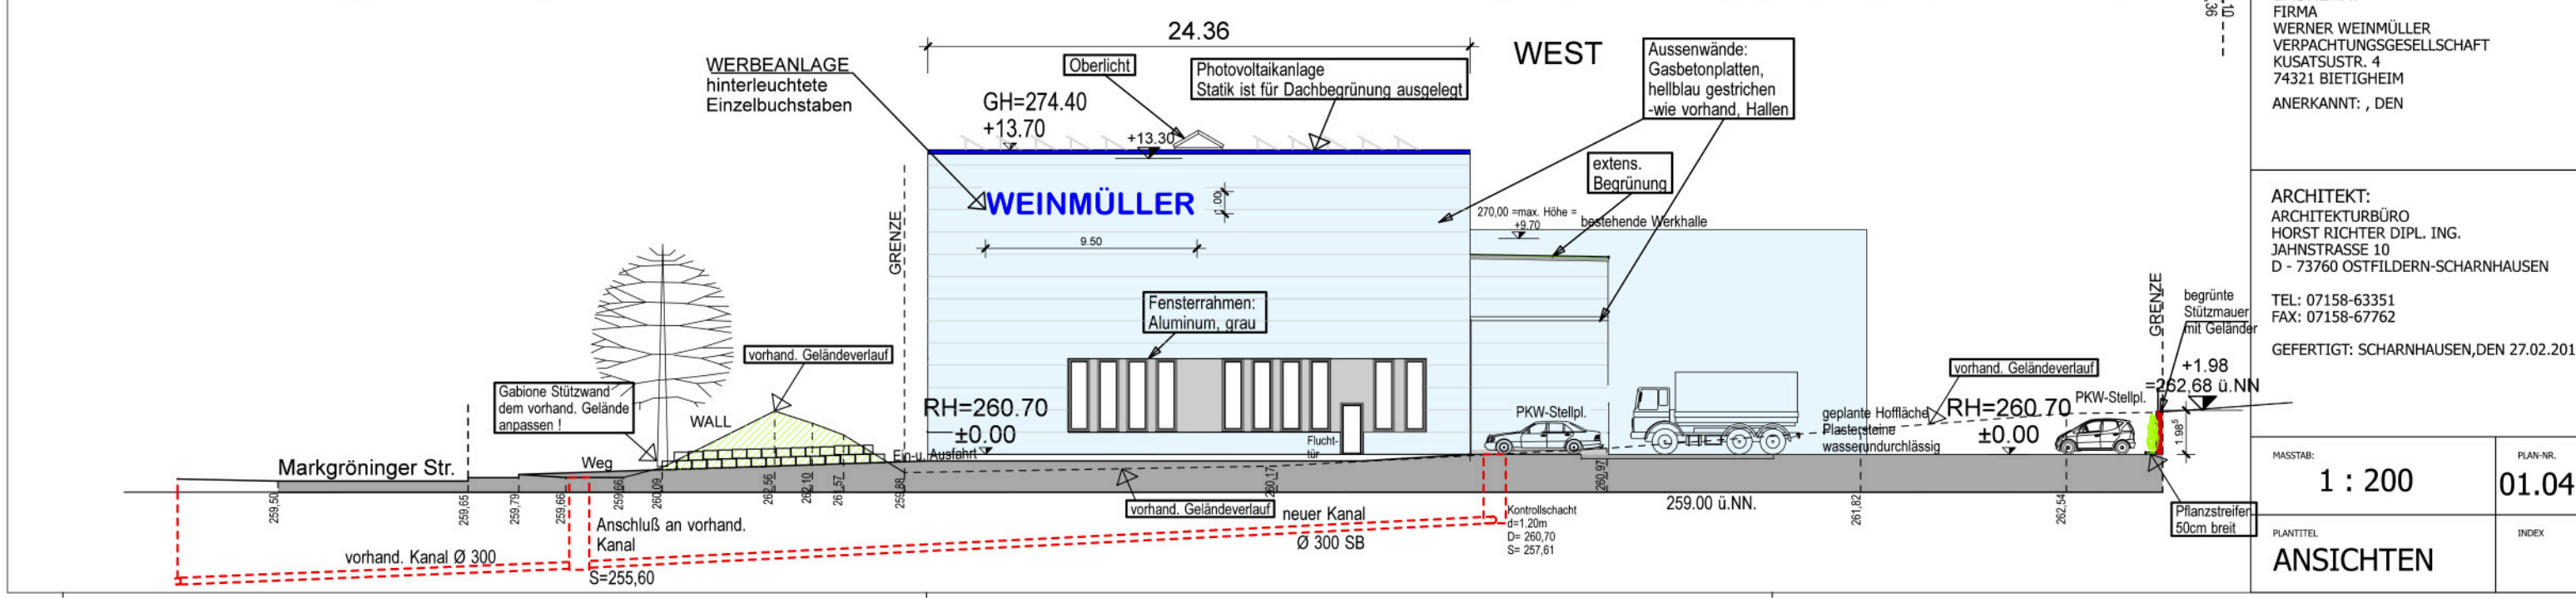 24.36
WEST
WERBEANLAGE
hinterleuchtete
Einzelbuchstaben
Oberlicht
Photovoltaikanlage
Statik ist für Dachbegrünung ausgelegt
Aussenwände:
Gasbetonplatten,
hellblau gestrichen
-wie vorhand, Hallen
GH=274.40
+13.70
+13.30
extens.
Begrünung
WEINMÜLLER
1.00
9.50
GRENZE
270,00 =max. Höhe =
+9.70
bestehende Werkhalle
Fensterrahmen:
Aluminum, grau
vorhand. Geländeverlauf
Gabione Stützwand
dem vorhand. Gelände
anpassen !
WALL
RH=260.70
±0.00
Flucht-
tür
PKW-Stellpl.
geplante Hoffläche
Plastersteine
wasserundurchlässig
vorhand. Geländeverlauf
RH=260.70
±0.00
PKW-Stellpl.
GRENZE
begrünte
Stützmauer
mit Geländer
+1.98
=262,68 ü.NN
1.98⁵
Markgröninger Str.
Weg
Ein-u. Ausfahrt
259,50
259,65
259,79
259,66
259,66
260,09
262,56
262,10
261,57
259,88
260,17
260,97
261,82
262,54
vorhand. Geländeverlauf
259.00 ü.NN.
Pflanzstreifen
50cm breit
Anschluß an vorhand.
Kanal
vorhand. Kanal Ø 300
S=255,60
neuer Kanal
Ø 300 SB
Kontrollschacht
d=1.20m
D= 260,70
S= 257,61
FIRMA
WERNER WEINMÜLLER
VERPACHTUNGSGESELLSCHAFT
KUSATSUSTR. 4
74321 BIETIGHEIM
ANERKANNT: , DEN
ARCHITEKT:
ARCHITEKTURBÜRO
HORST RICHTER DIPL. ING.
JAHNSTRASSE 10
D - 73760 OSTFILDERN-SCHARNHAUSEN
TEL: 07158-63351
FAX: 07158-67762
GEFERTIGT: SCHARNHAUSEN,DEN 27.02.201
MASSTAB:
1 : 200
PLAN-NR.
01.04
PLANTITEL
ANSICHTEN
INDEX